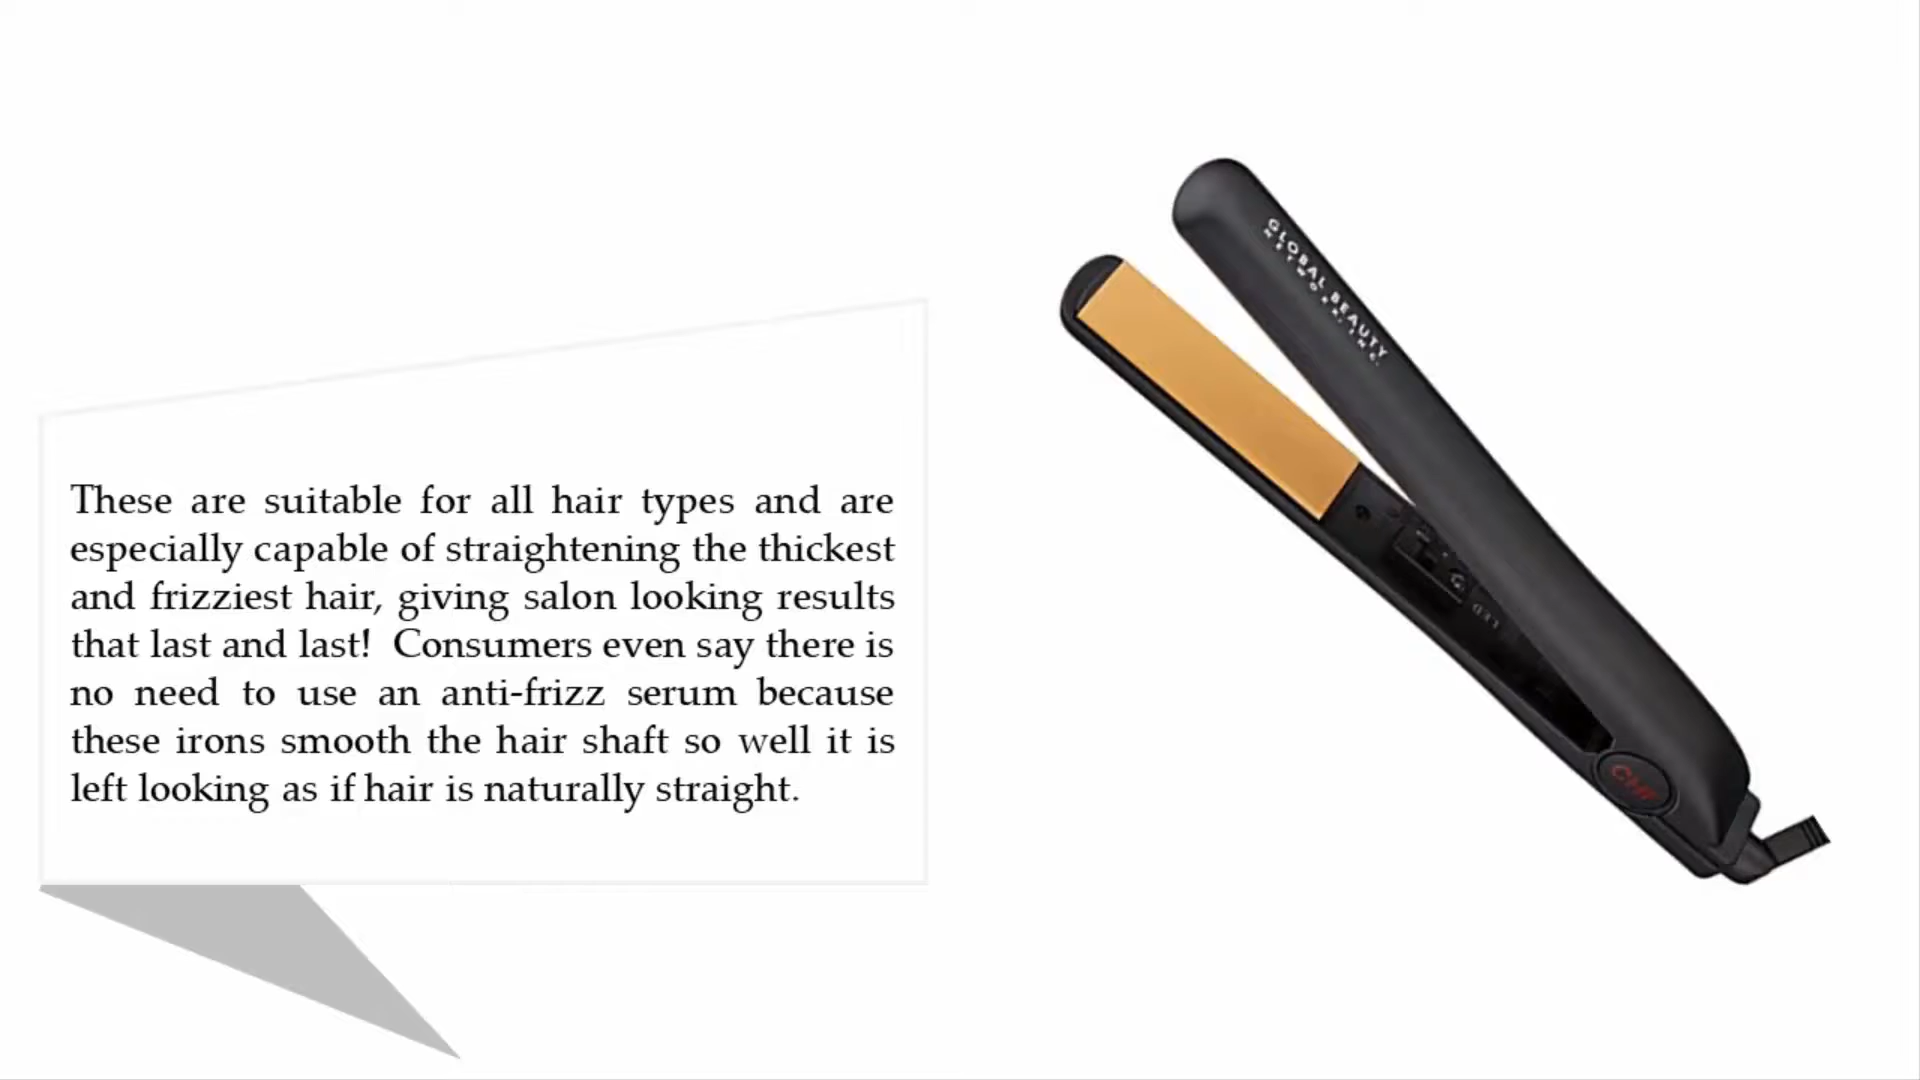 These are suitable for all hair types and are
especially capable of straightening the thickest
and frizziest hair, giving salon looking results
that last and last!  Consumers even say there is
no need to use an anti-frizz serum because
these irons smooth the hair shaft so well it is
left looking as if hair is naturally straight.
GLOBAL BEAUTY
NETWORK, INC.
CHI